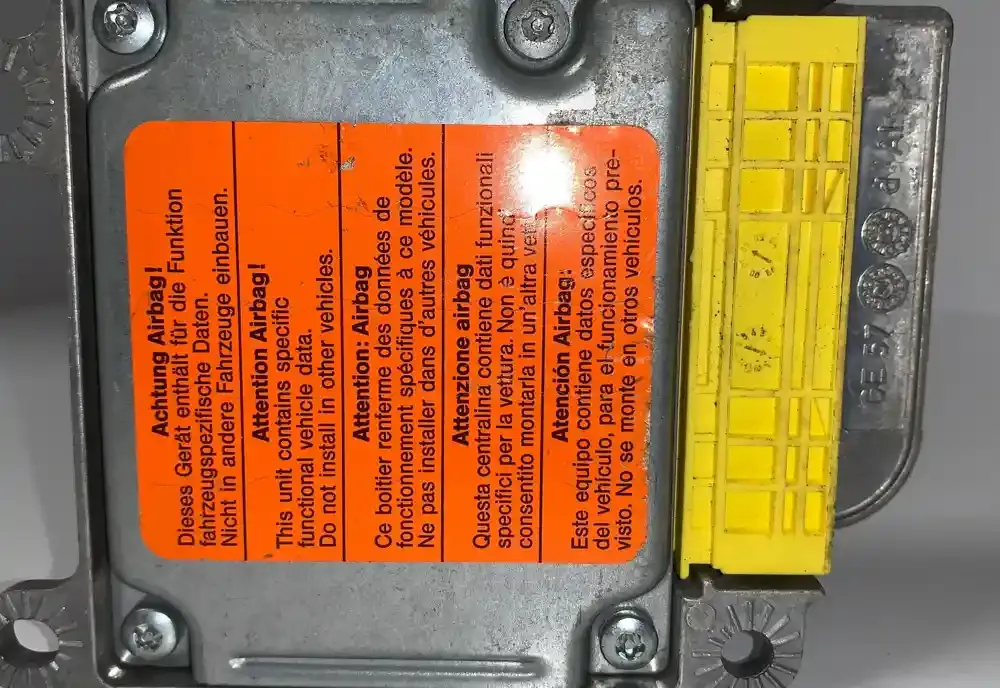 Achtung Airbag!
Dieses Gerät enthält für die Funktion
fahrzeugspezifische Daten.
Nicht in andere Fahrzeuge einbauen.
Attention Airbag!
This unit contains specific
functional vehicle data.
Do not install in other vehicles.
Attention: Airbag
Ce boitier renferme des données de
fonctionnement spécifiques à ce modèle.
Ne pas installer dans d'autres véhicules.
Attenzione airbag
Questa centralina contiene dati funzionali
specifici per la vettura. Non è quindi
consentito montarla in un'altra
Atención Airbag:
Este equipo contiene datos especificos
del vehículo, para el funcionamiento pre-
visto. No se monte en otros vehículos.